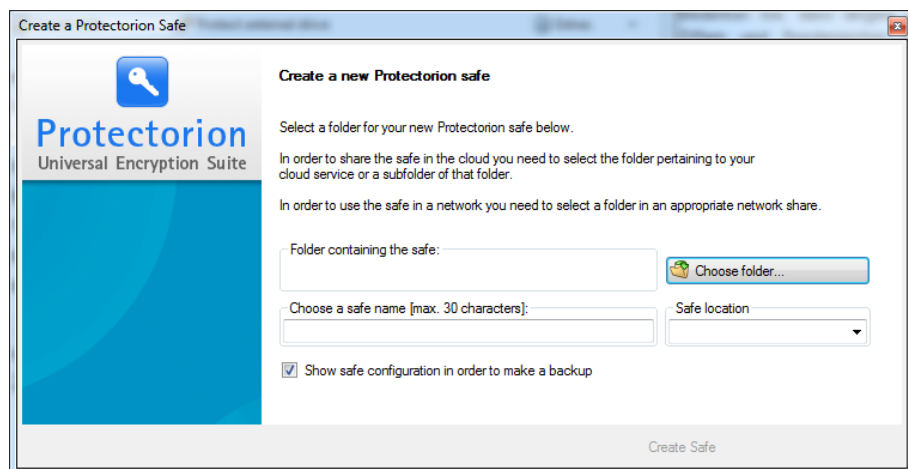 Create a Protectorion Safe
Protect external drive
Extras
Protectorion
Universal Encryption Suite
Create a new Protectorion safe
Select a folder for your new Protectorion safe below.
In order to share the safe in the cloud you need to select the folder pertaining to your
cloud service or a subfolder of that folder.
In order to use the safe in a network you need to select a folder in an appropriate network share.
Folder containing the safe:
Choose folder...
Choose a safe name [max. 30 characters]:
Safe location
Show safe configuration in order to make a backup
Create Safe